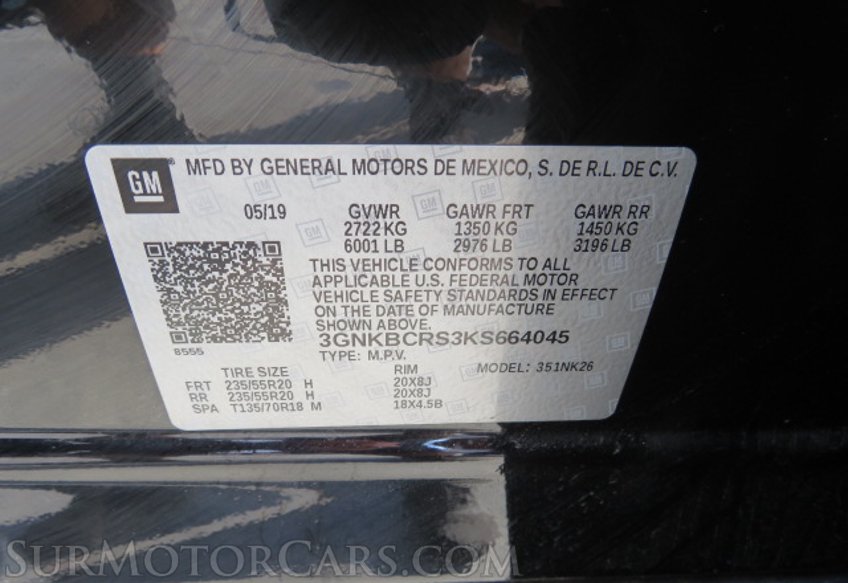 GM
MFD BY GENERAL MOTORS DE MEXICO, S. DE R.L. DE C.V.
05/19 GVWR GAWR FRT GAWR RR
2722 KG 1350 KG 1450 KG
6001 LB 2976 LB 3196 LB
THIS VEHICLE CONFORMS TO ALL
APPLICABLE U.S. FEDERAL MOTOR
VEHICLE SAFETY STANDARDS IN EFFECT
ON THE DATE OF MANUFACTURE
SHOWN ABOVE.
8555
3GNKBCRS3KS664045
TYPE: M.P.V.
MODEL: 351NK26
TIRE SIZE RIM
FRT 235/55R20 H 20X8J
RR 235/55R20 H 20X8J
SPA T135/70R18 M 18X4.5B
SURMOTORCARS.COM